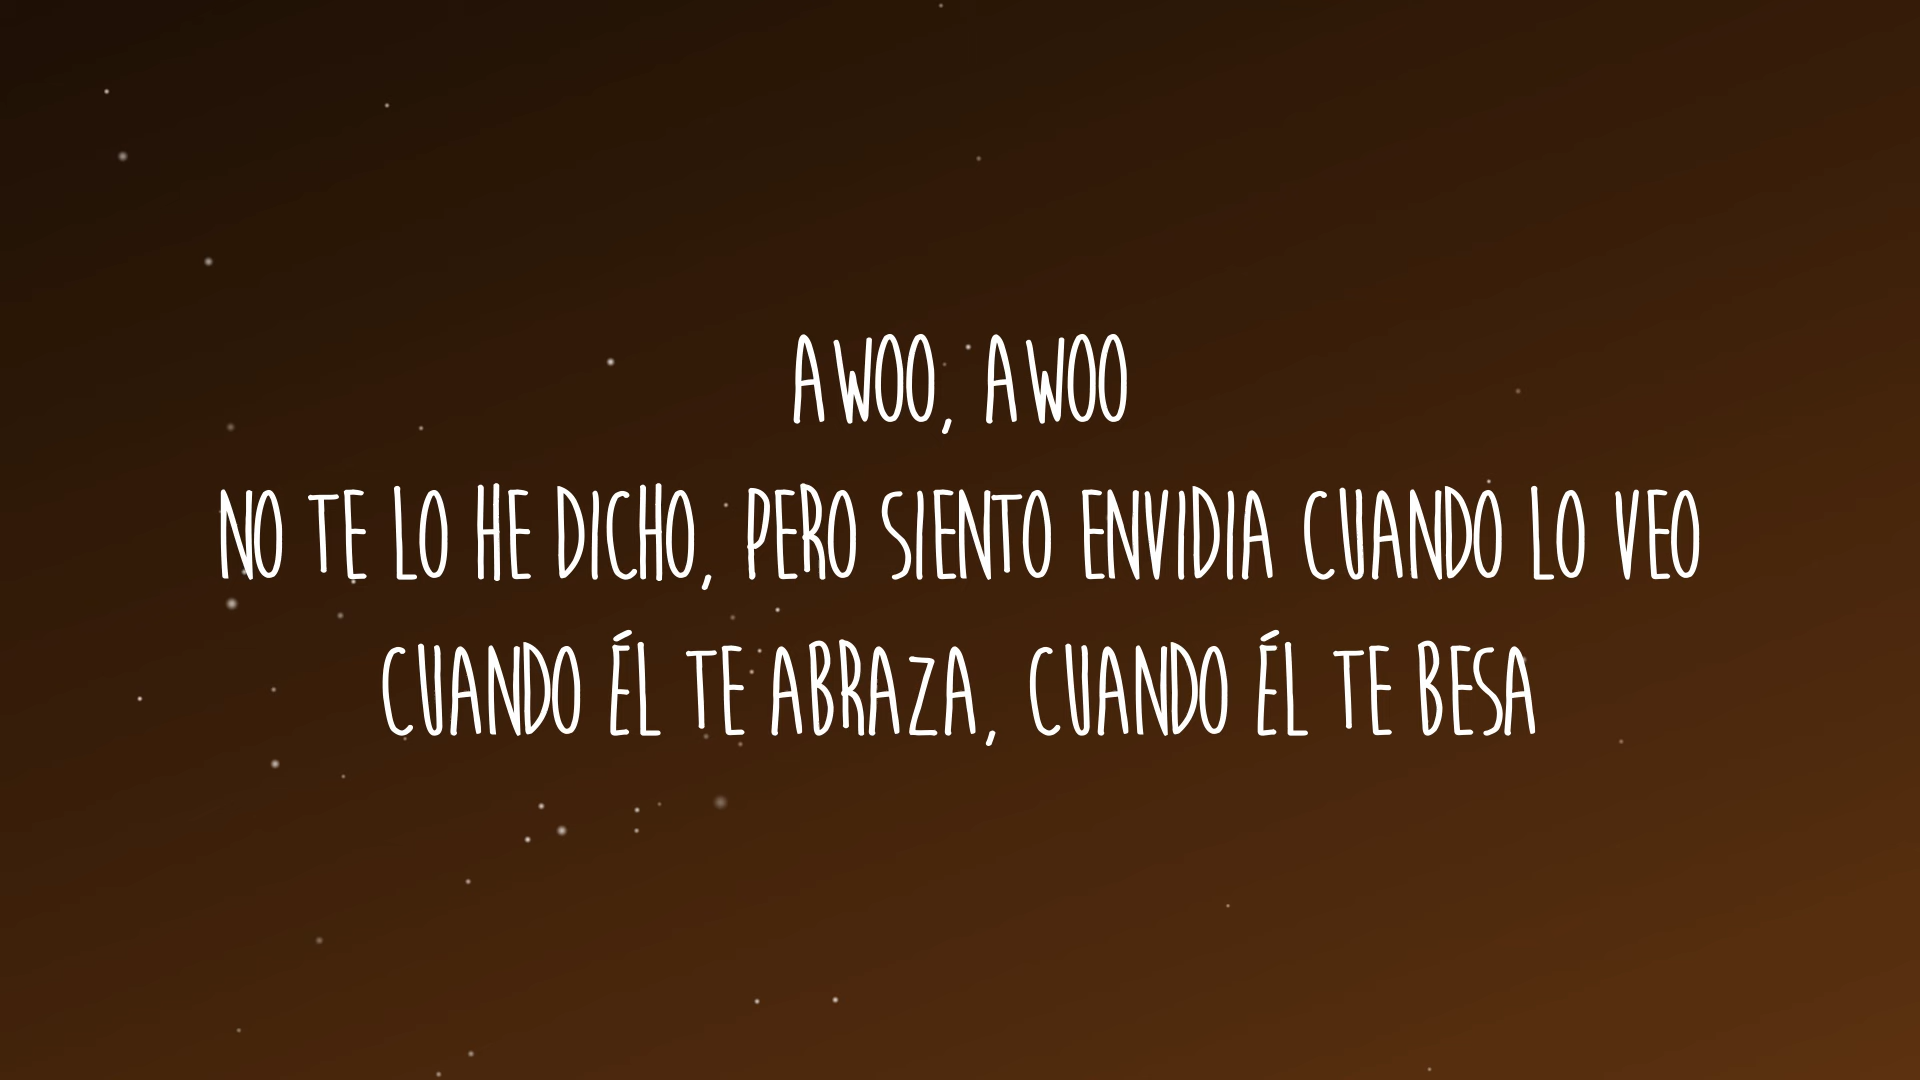 AWOO, AWOO
NO TE LO HE DICHO, PERO SIENTO ENVIDIA CUANDO LO VEO
CUANDO ÉL TE ABRAZA, CUANDO ÉL TE BESA